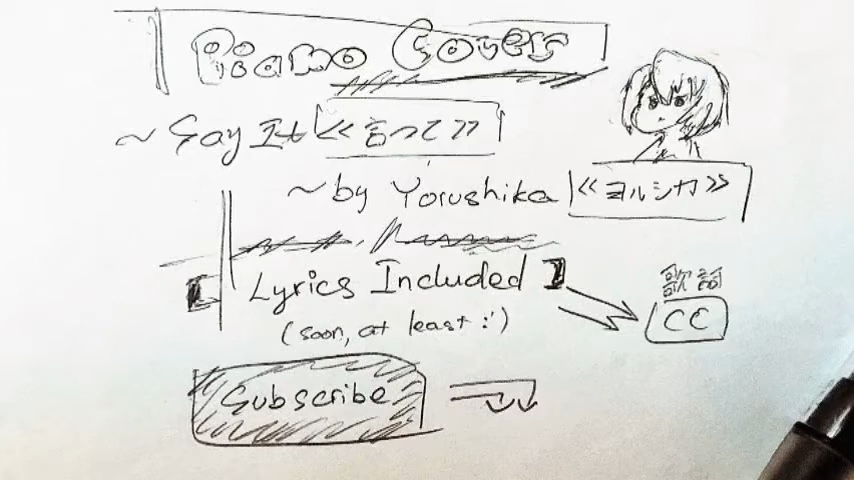 Piano Cover
~ Say It 《言って》
~ by Yorushika 《ヨルシカ》
【Lyrics Included】
歌詞
CC
(soon, at least :')
Subscribe